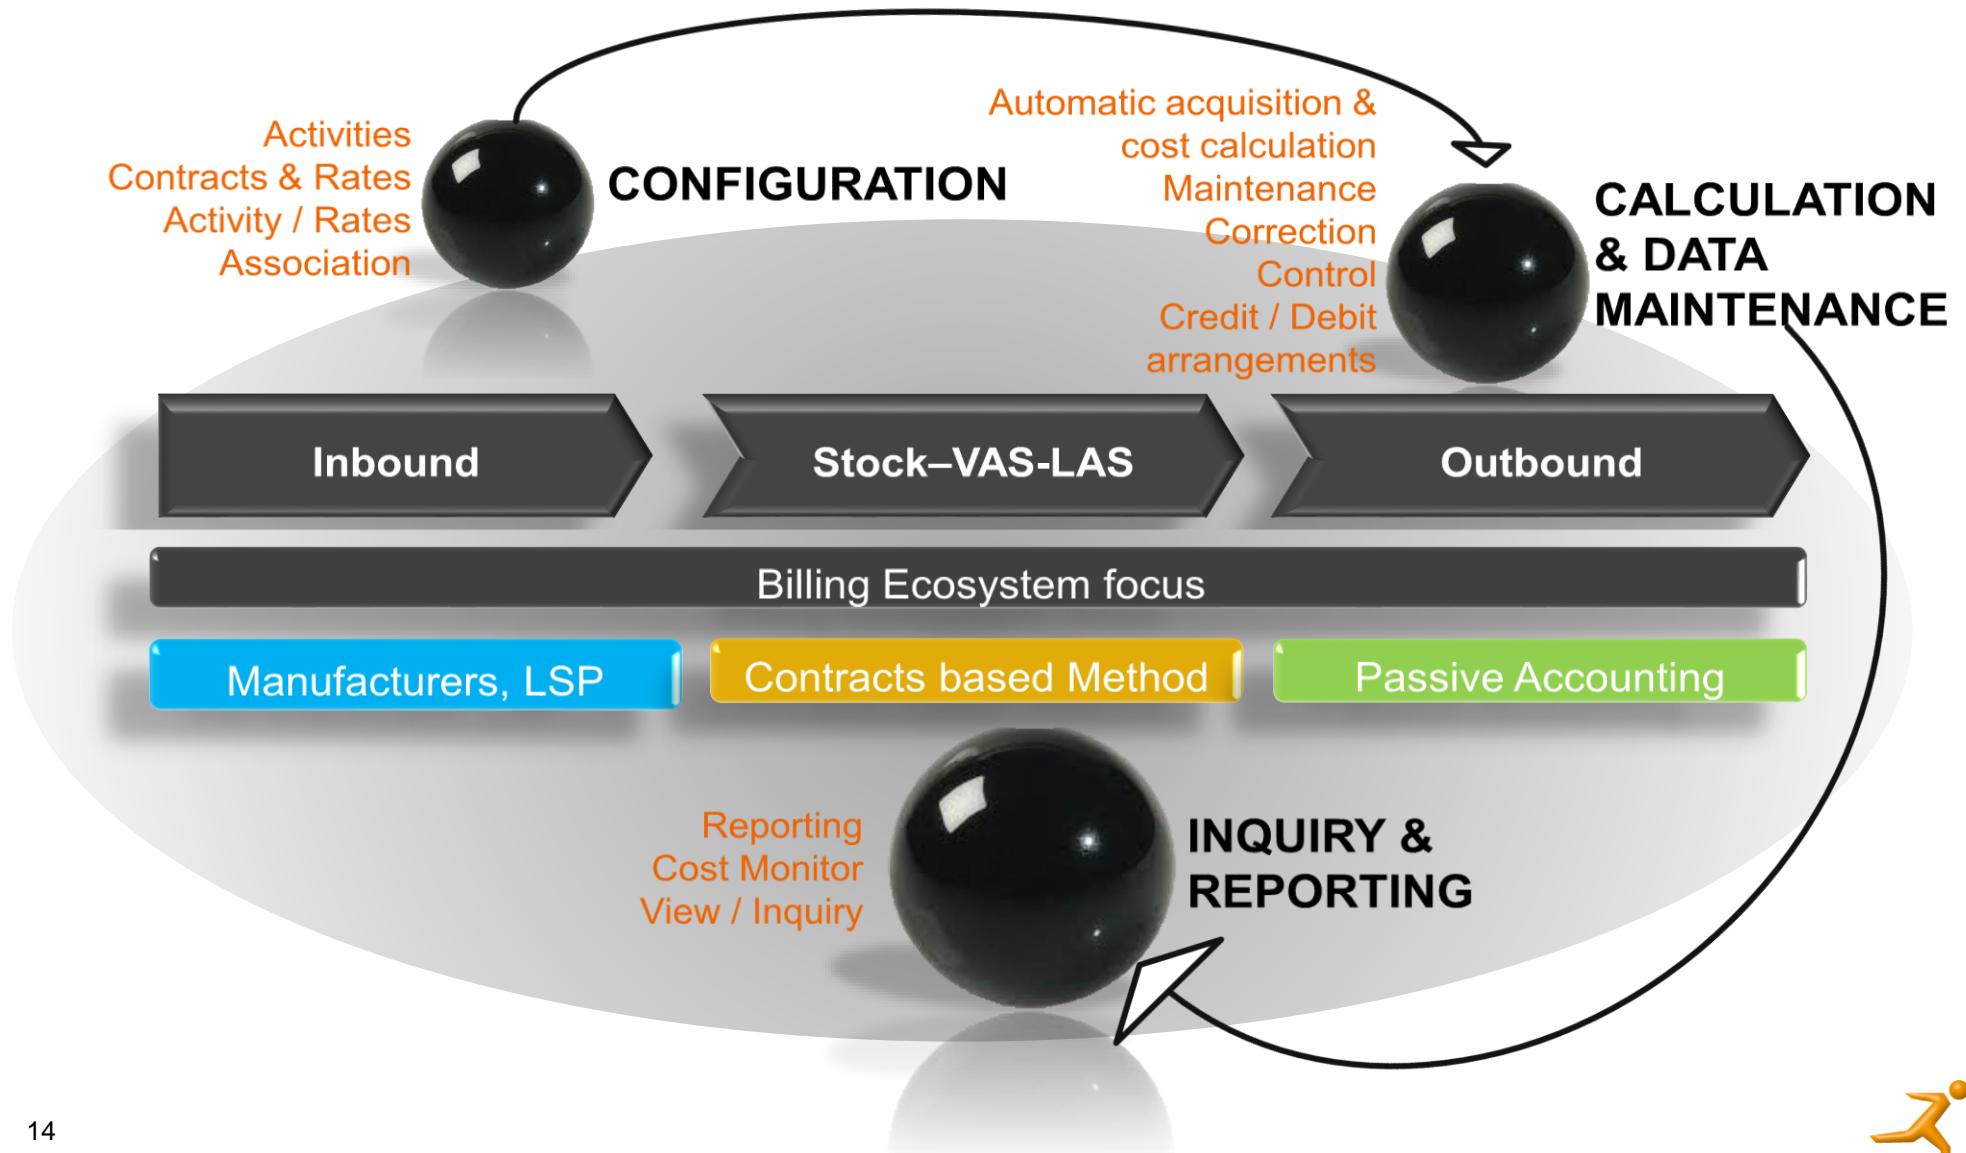 Activities
Contracts & Rates
Activity / Rates
Association
CONFIGURATION
Automatic acquisition &
cost calculation
Maintenance
Correction
Control
Credit / Debit
arrangements
CALCULATION
& DATA
MAINTENANCE
Inbound
Stock–VAS-LAS
Outbound
Billing Ecosystem focus
Manufacturers, LSP
Contracts based Method
Passive Accounting
Reporting
Cost Monitor
View / Inquiry
INQUIRY &
REPORTING
14